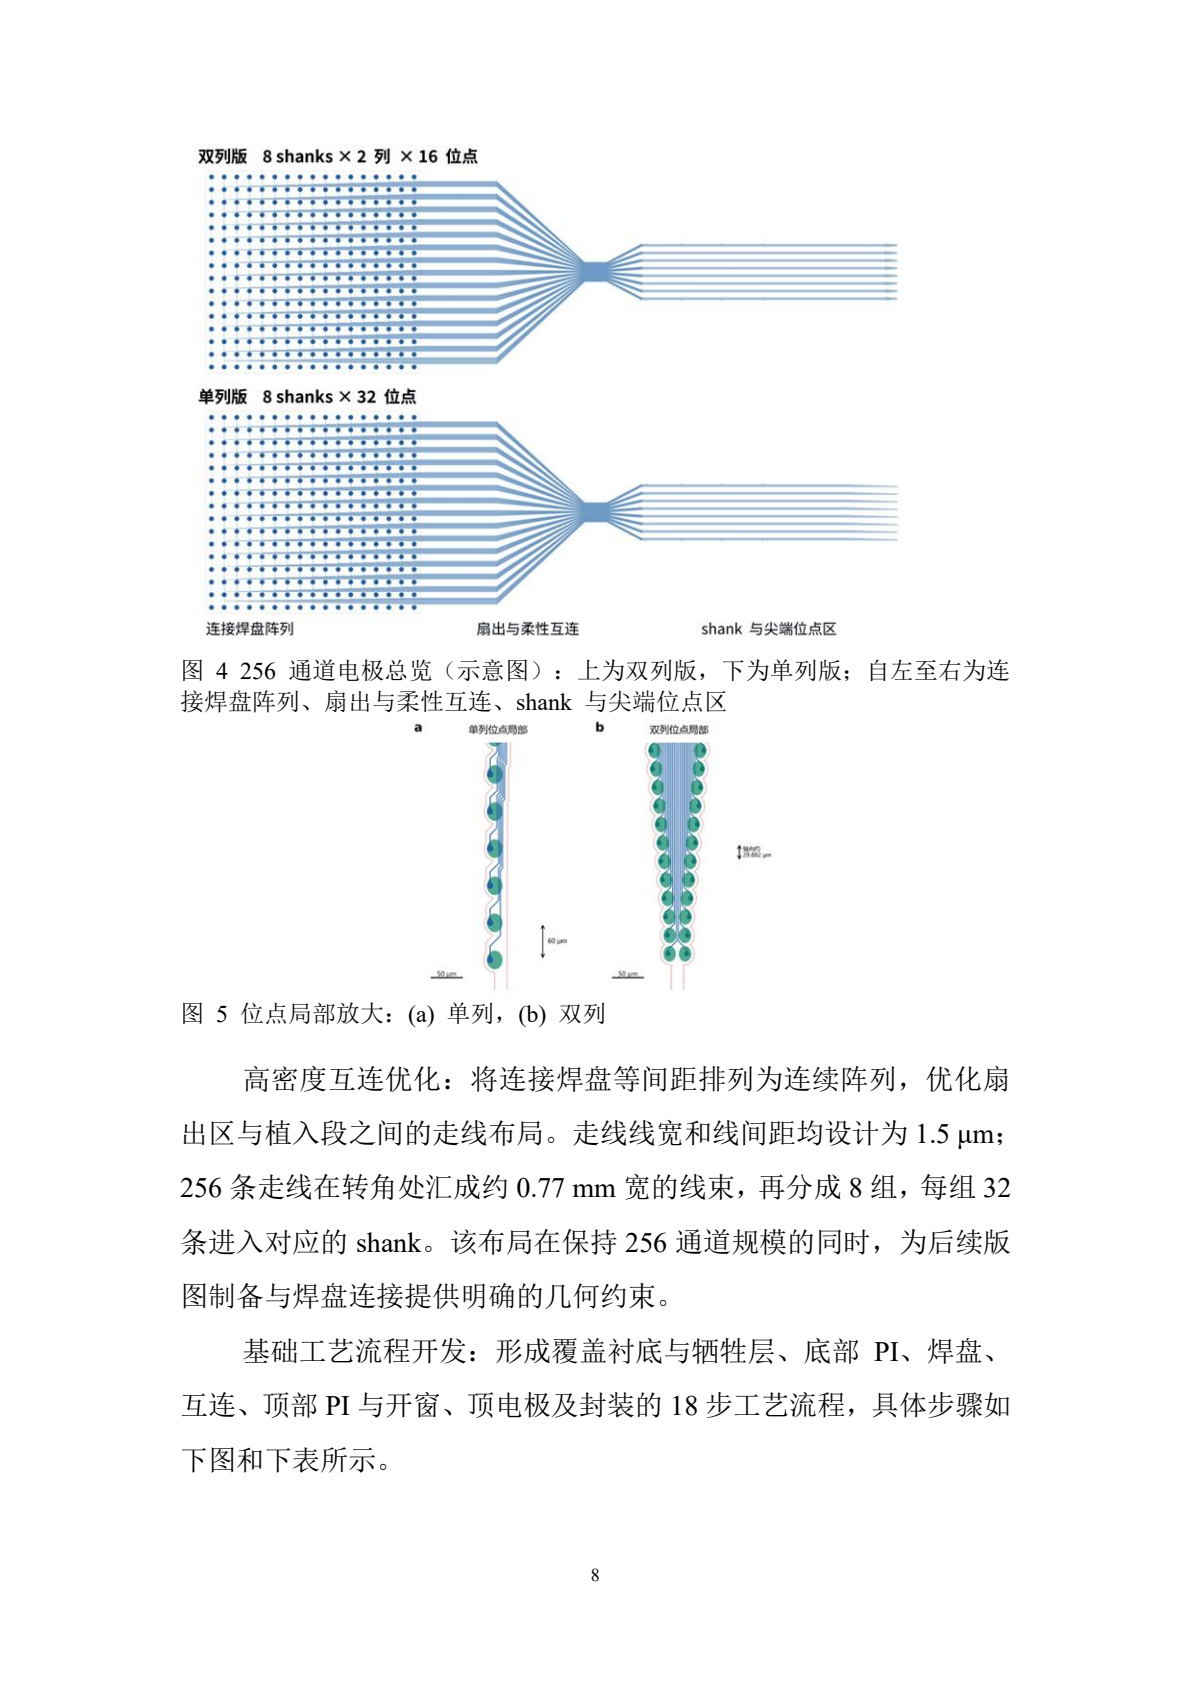 双列版 8 shanks × 2 列 × 16 位点
单列版 8 shanks × 32 位点
连接焊盘阵列 扇出与柔性互连 shank 与尖端位点区
图 4 256 通道电极总览（示意图）：上为双列版，下为单列版；自左至右为连
接焊盘阵列、扇出与柔性互连、shank 与尖端位点区
a 单列位点局部 b 双列位点局部
29.882 μm
60 μm
50 μm 50 μm
图 5 位点局部放大：(a) 单列，(b) 双列
高密度互连优化：将连接焊盘等间距排列为连续阵列，优化扇
出区与植入段之间的走线布局。走线线宽和线间距均设计为 1.5 μm；
256 条走线在转角处汇成约 0.77 mm 宽的线束，再分成 8 组，每组 32
条进入对应的 shank。该布局在保持 256 通道规模的同时，为后续版
图制备与焊盘连接提供明确的几何约束。
基础工艺流程开发：形成覆盖衬底与牺牲层、底部 PI、焊盘、
互连、顶部 PI 与开窗、顶电极及封装的 18 步工艺流程，具体步骤如
下图和下表所示。
8